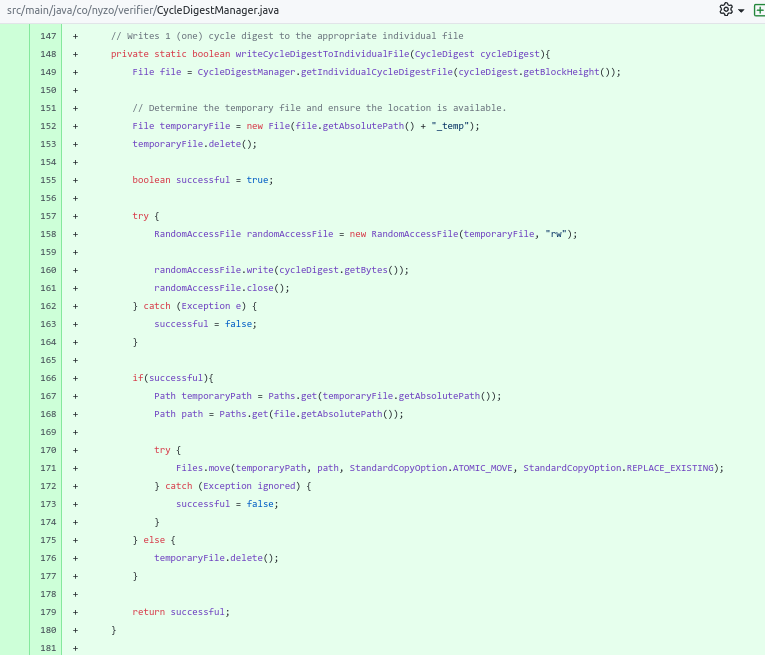 src/main/java/co/nyzo/verifier/CycleDigestManager.java
147 + // Writes 1 (one) cycle digest to the appropriate individual file
148 + private static boolean writeCycleDigestToIndividualFile(CycleDigest cycleDigest){
149 + File file = CycleDigestManager.getIndividualCycleDigestFile(cycleDigest.getBlockHeight());
150 +
151 + // Determine the temporary file and ensure the location is available.
152 + File temporaryFile = new File(file.getAbsolutePath() + "_temp");
153 + temporaryFile.delete();
154 +
155 + boolean successful = true;
156 +
157 + try {
158 + RandomAccessFile randomAccessFile = new RandomAccessFile(temporaryFile, "rw");
159 +
160 + randomAccessFile.write(cycleDigest.getBytes());
161 + randomAccessFile.close();
162 + } catch (Exception e) {
163 + successful = false;
164 + }
165 +
166 + if(successful){
167 + Path temporaryPath = Paths.get(temporaryFile.getAbsolutePath());
168 + Path path = Paths.get(file.getAbsolutePath());
169 +
170 + try {
171 + Files.move(temporaryPath, path, StandardCopyOption.ATOMIC_MOVE, StandardCopyOption.REPLACE_EXISTING);
172 + } catch (Exception ignored) {
173 + successful = false;
174 + }
175 + } else {
176 + temporaryFile.delete();
177 + }
178 +
179 + return successful;
180 + }
181 +